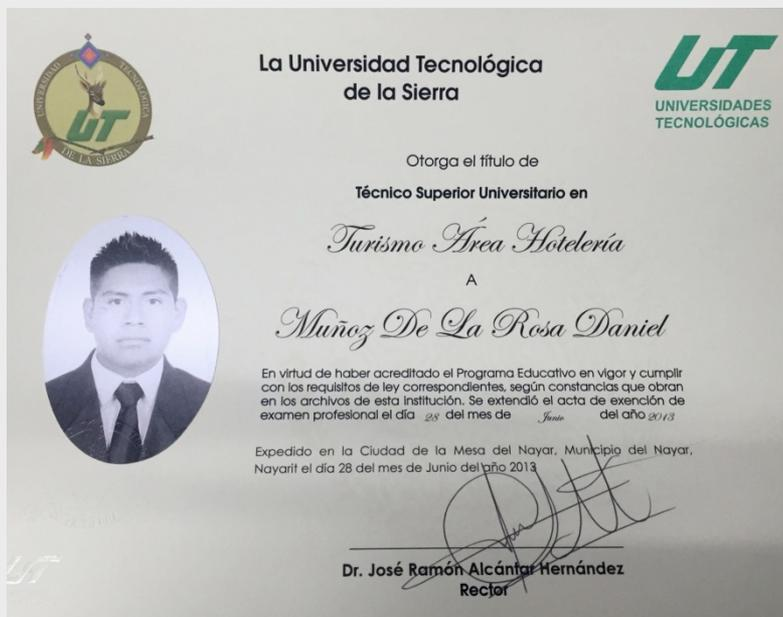 La Universidad Tecnológica
de la Sierra
UNIVERSIDAD TECNOLÓGICA
UT
DE LA SIERRA
UT
UNIVERSIDADES
TECNOLÓGICAS
Otorga el título de
Técnico Superior Universitario en
Turismo Área Hotelería
A
Muñoz De La Rosa Daniel
En virtud de haber acreditado el Programa Educativo en vigor y cumplir
con los requisitos de ley correspondientes, según constancias que obran
en los archivos de esta Institución. Se extendió el acta de exención de
examen profesional el día 28 del mes de Junio del año 2013
Expedido en la Ciudad de la Mesa del Nayar, Municipio del Nayar,
Nayarit el día 28 del mes de Junio del año 2013
UT
Dr. José Ramón Alcántar Hernández
Rector